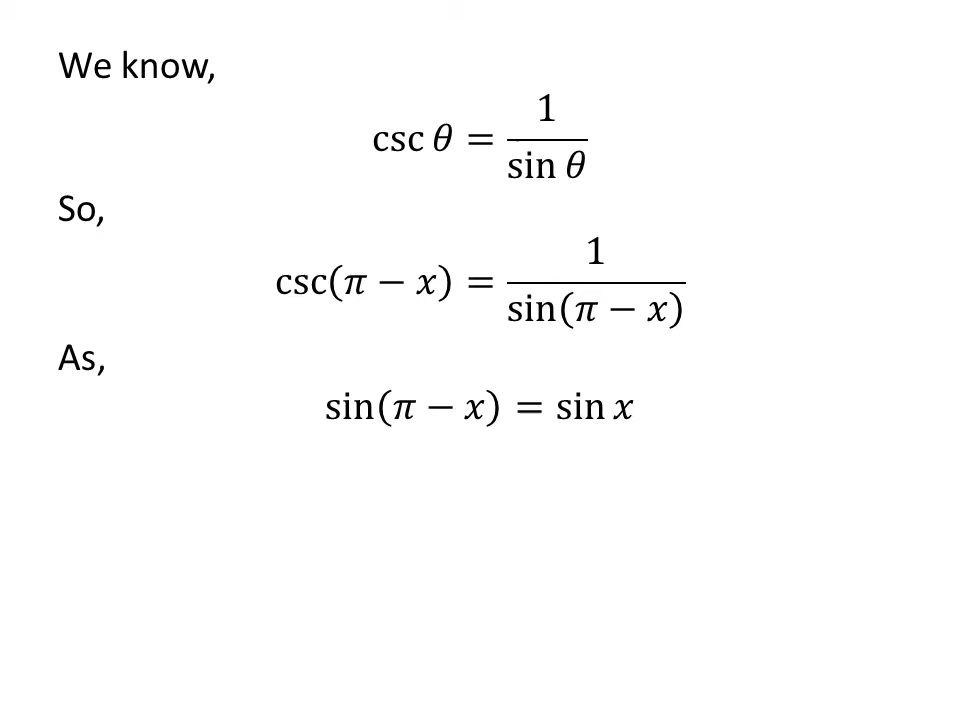 We know,
csc θ = 1/sin θ
So,
csc(π − x) = 1/sin(π − x)
As,
sin(π − x) = sin x